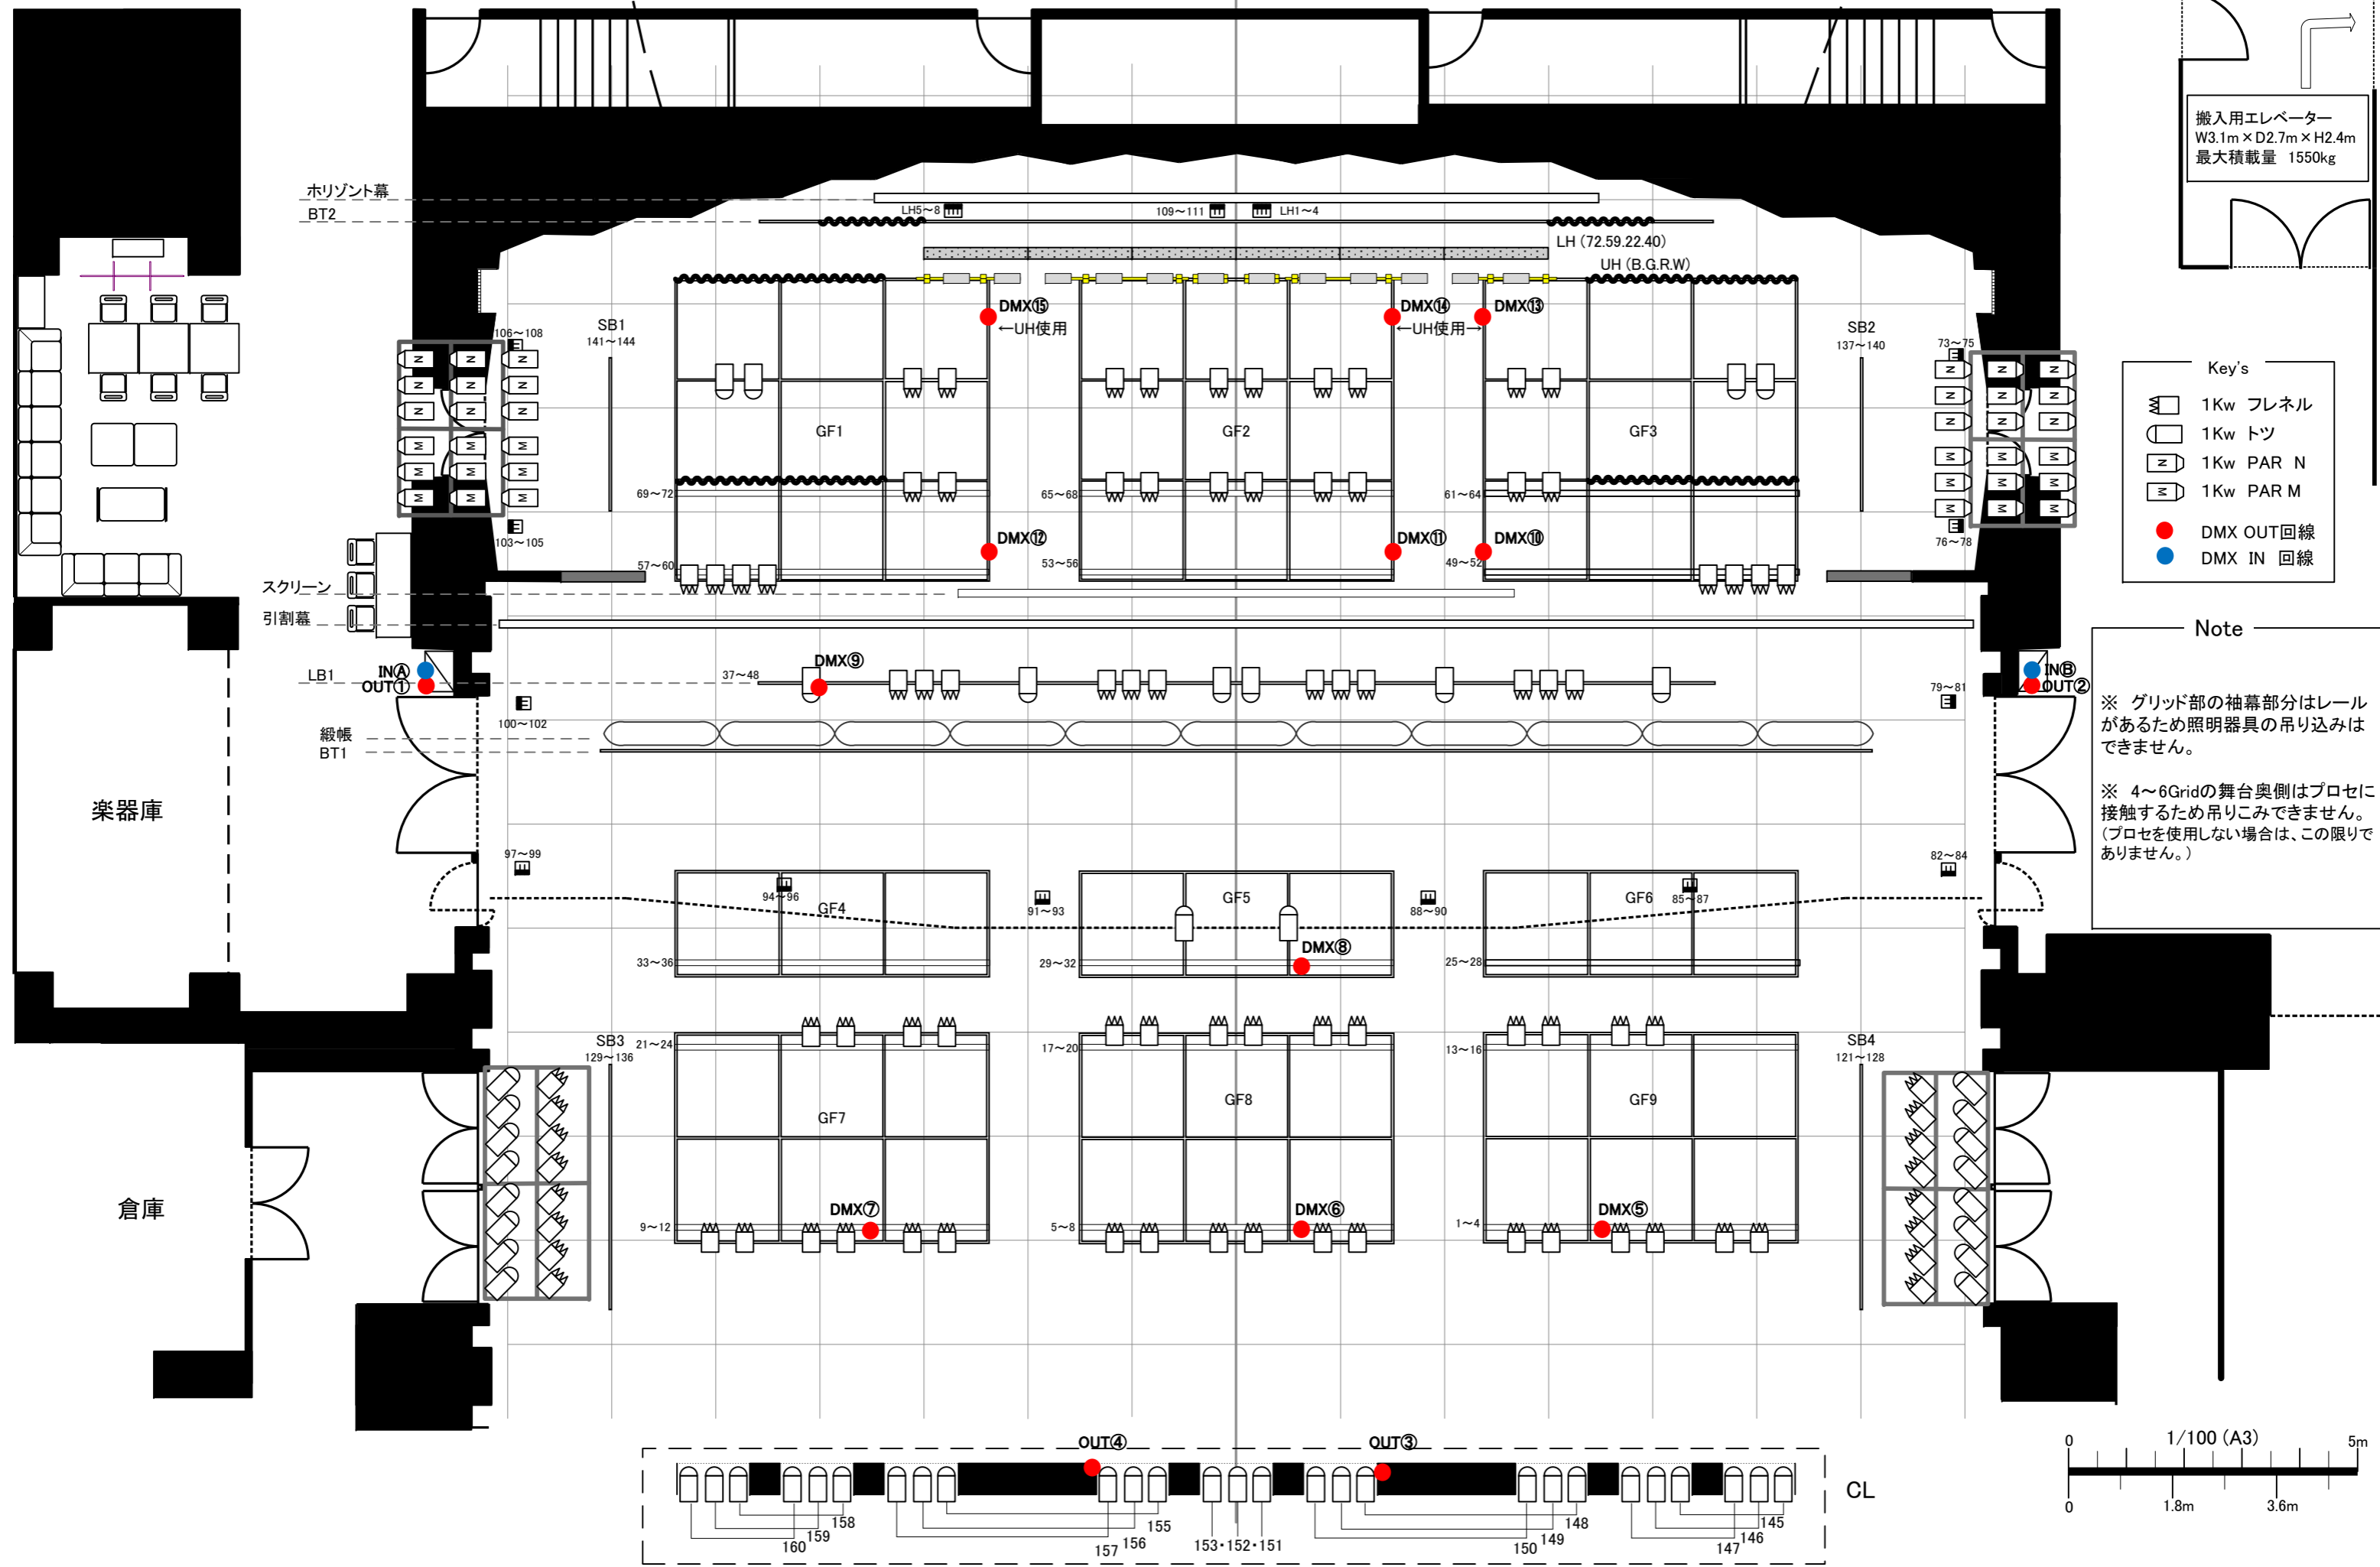 搬入用エレベーター
W3.1m×D2.7m×H2.4m
最大積載量 1550kg
ホリゾント幕
BT2
LH5～8
109～111
LH1～4
LH (72.59.22.40)
UH (B.G.R.W)
DMX⑮
←UH使用
DMX⑭
←UH使用→
DMX⑬
SB1
141～144
SB2
137～140
106～108
73～75
N N N
N N N
N N N
M M M
M M M
M M M
N N N
N N N
N N N
M M M
M M M
M M M
GF1
GF2
GF3
69～72
65～68
61～64
103～105
76～78
DMX⑫
DMX⑪
DMX⑩
57～60
53～56
49～52
Key's
1Kw フレネル
1Kw トツ
N 1Kw PAR N
M 1Kw PAR M
DMX OUT回線
DMX IN 回線
スクリーン
引割幕
LB1
INⒶ
OUT①
37～48
DMX⑨
INⒷ
OUT②
100～102
79～81
緞帳
BT1
Note
※ グリッド部の袖幕部分はレール
があるため照明器具の吊り込みは
できません。
※ 4～6Gridの舞台奥側はプロセに
接触するため吊りこみできません。
(プロセを使用しない場合は、この限りで
ありません。)
楽器庫
97～99
94～96
GF4
91～93
GF5
88～90
GF6
85～87
82～84
33～36
29～32
DMX⑧
25～28
SB3
129～136
21～24
17～20
13～16
SB4
121～128
GF7
GF8
GF9
倉庫
9～12
DMX⑦
5～8
DMX⑥
1～4
DMX⑤
OUT④
OUT③
CL
160
159
158
157
156
155
153・152・151
150
149
148
147
146
145
1/100 (A3)
0
5m
0
1.8m
3.6m